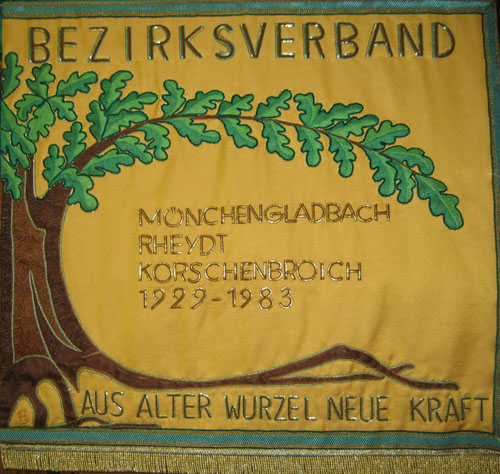 BEZIRKSVERBAND
MÖNCHENGLADBACH
RHEYDT
KORSCHENBROICH
1929-1983
AUS ALTER WURZEL NEUE KRAFT